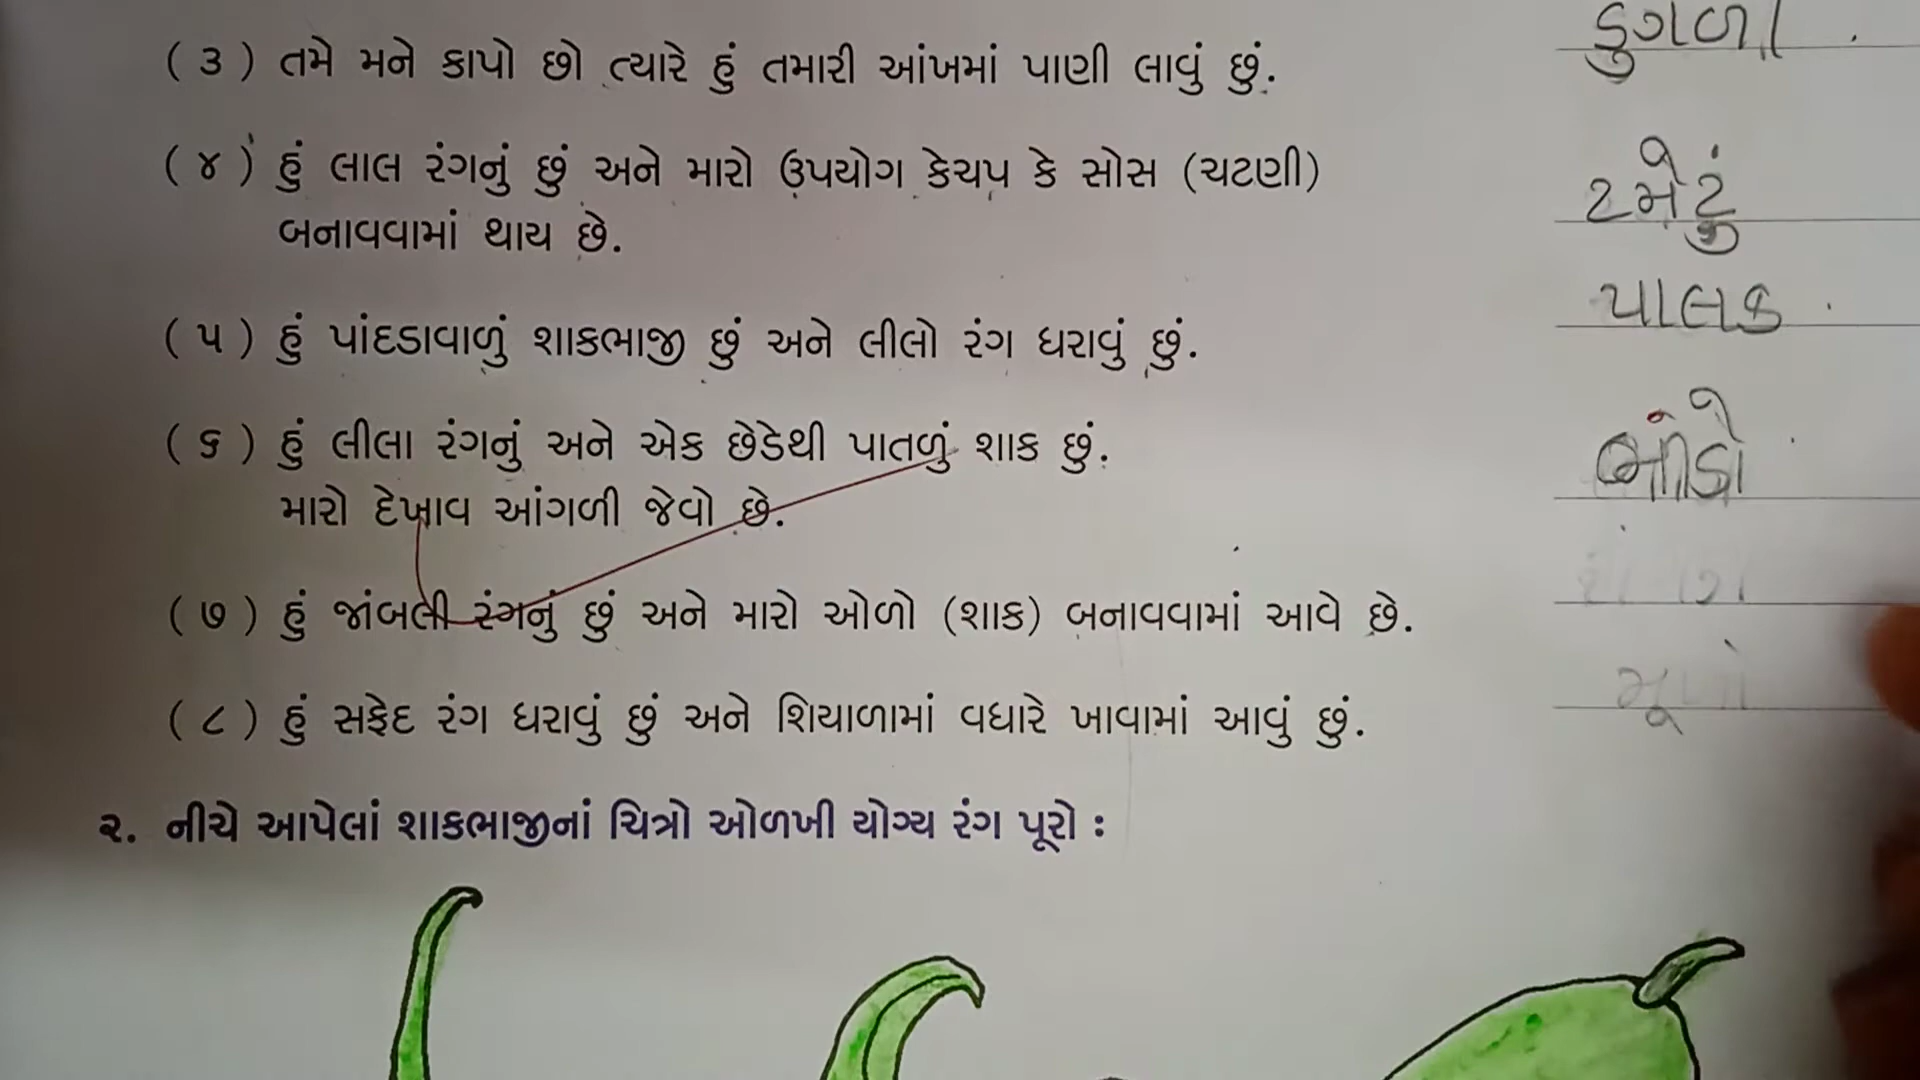 (૩) તમે મને કાપો છો ત્યારે હું તમારી આંખમાં પાણી લાવું છું. ડુગળી
(૪) હું લાલ રંગનું છું અને મારો ઉપયોગ કેચપ કે સોસ (ચટણી)
બનાવવામાં થાય છે. ટમેટું
(૫) હું પાંદડાવાળું શાકભાજી છું અને લીલો રંગ ધરાવું છું. પાલક
(૬) હું લીલા રંગનું અને એક છેડેથી પાતળું શાક છું. ભીંડો
મારો દેખાવ આંગળી જેવો છે.
(૭) હું જાંબલી રંગનું છું અને મારો ઓળો (શાક) બનાવવામાં આવે છે.
(૮) હું સફેદ રંગ ધરાવું છું અને શિયાળામાં વધારે ખાવામાં આવું છું.
૨. નીચે આપેલાં શાકભાજીનાં ચિત્રો ઓળખી યોગ્ય રંગ પૂરો :